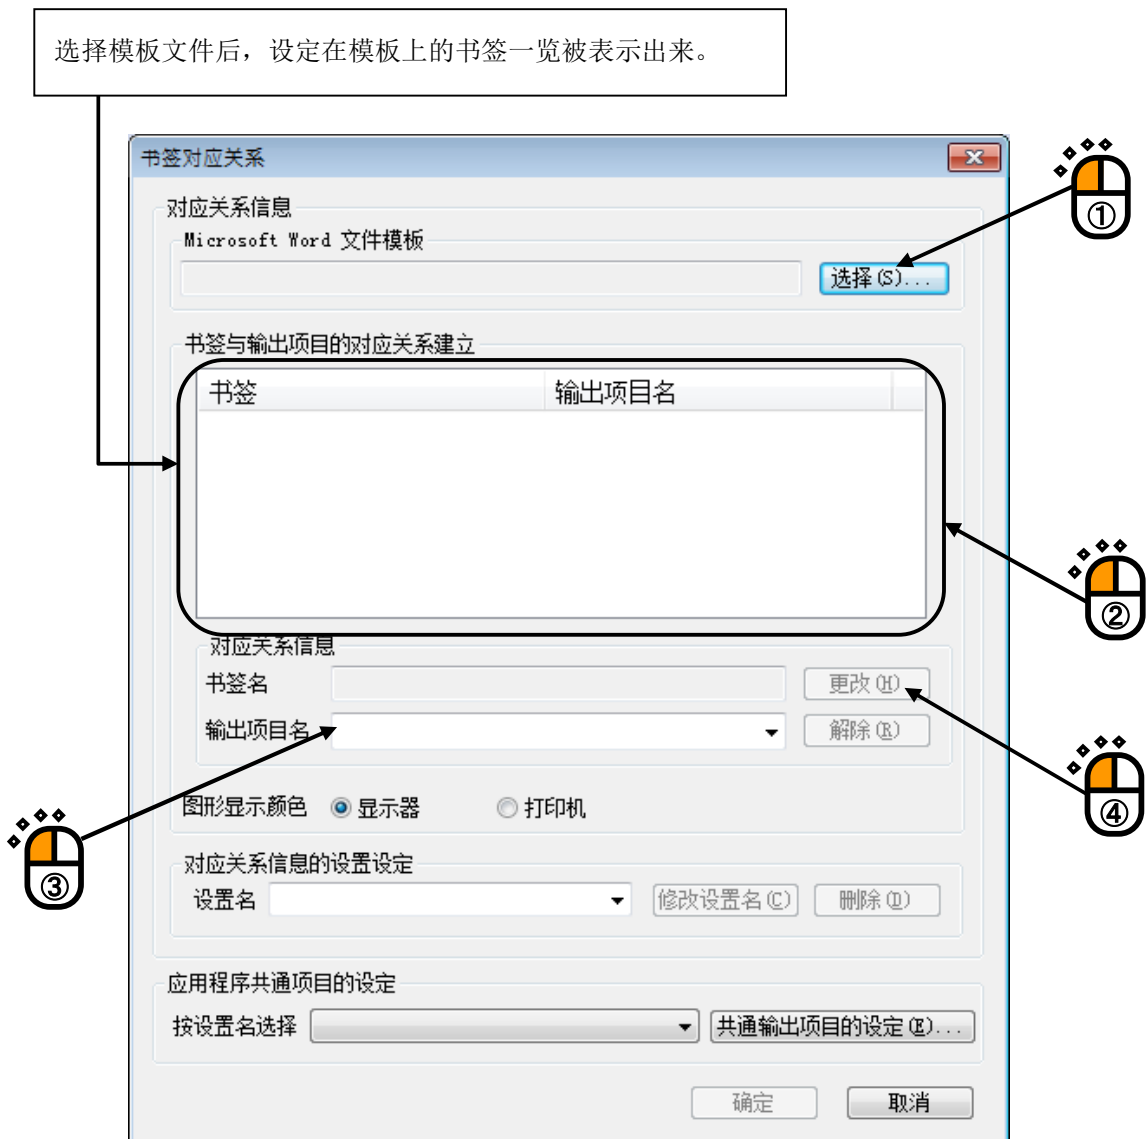 选择模板文件后，设定在模板上的书签一览被表示出来。
书签对应关系
①
对应关系信息
Microsoft Word 文件模板
选择(S)...
书签与输出项目的对应关系建立
书签 输出项目名
②
对应关系信息
书签名 更改(H)
输出项目名 解除(R)
④
图形显示颜色 显示器 打印机
③
对应关系信息的设置设定
设置名 修改设置名(C) 删除(D)
应用程序共通项目的设定
按设置名选择 共通输出项目的设定(E)...
确定 取消